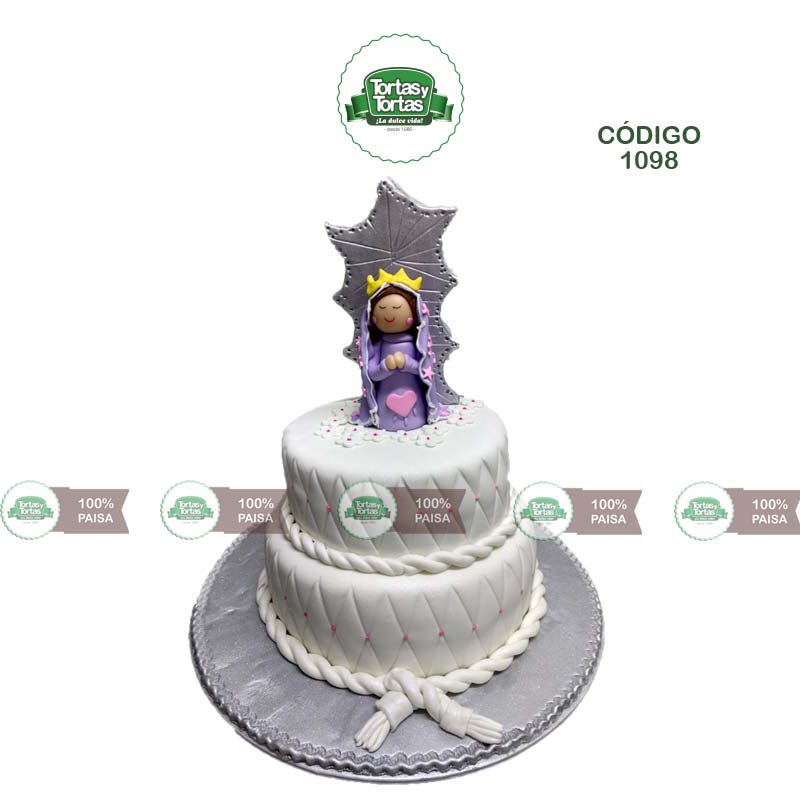 Tortas y
Tortas
¡La dulce vida!
- desde 1986 -
CÓDIGO
1098
Tortas y
Tortas
100%
PAISA
Tortas y
Tortas
100%
PAISA
Tortas y
Tortas
100%
PAISA
Tortas y
Tortas
100%
PAISA
Tortas y
Tortas
100%
PAISA